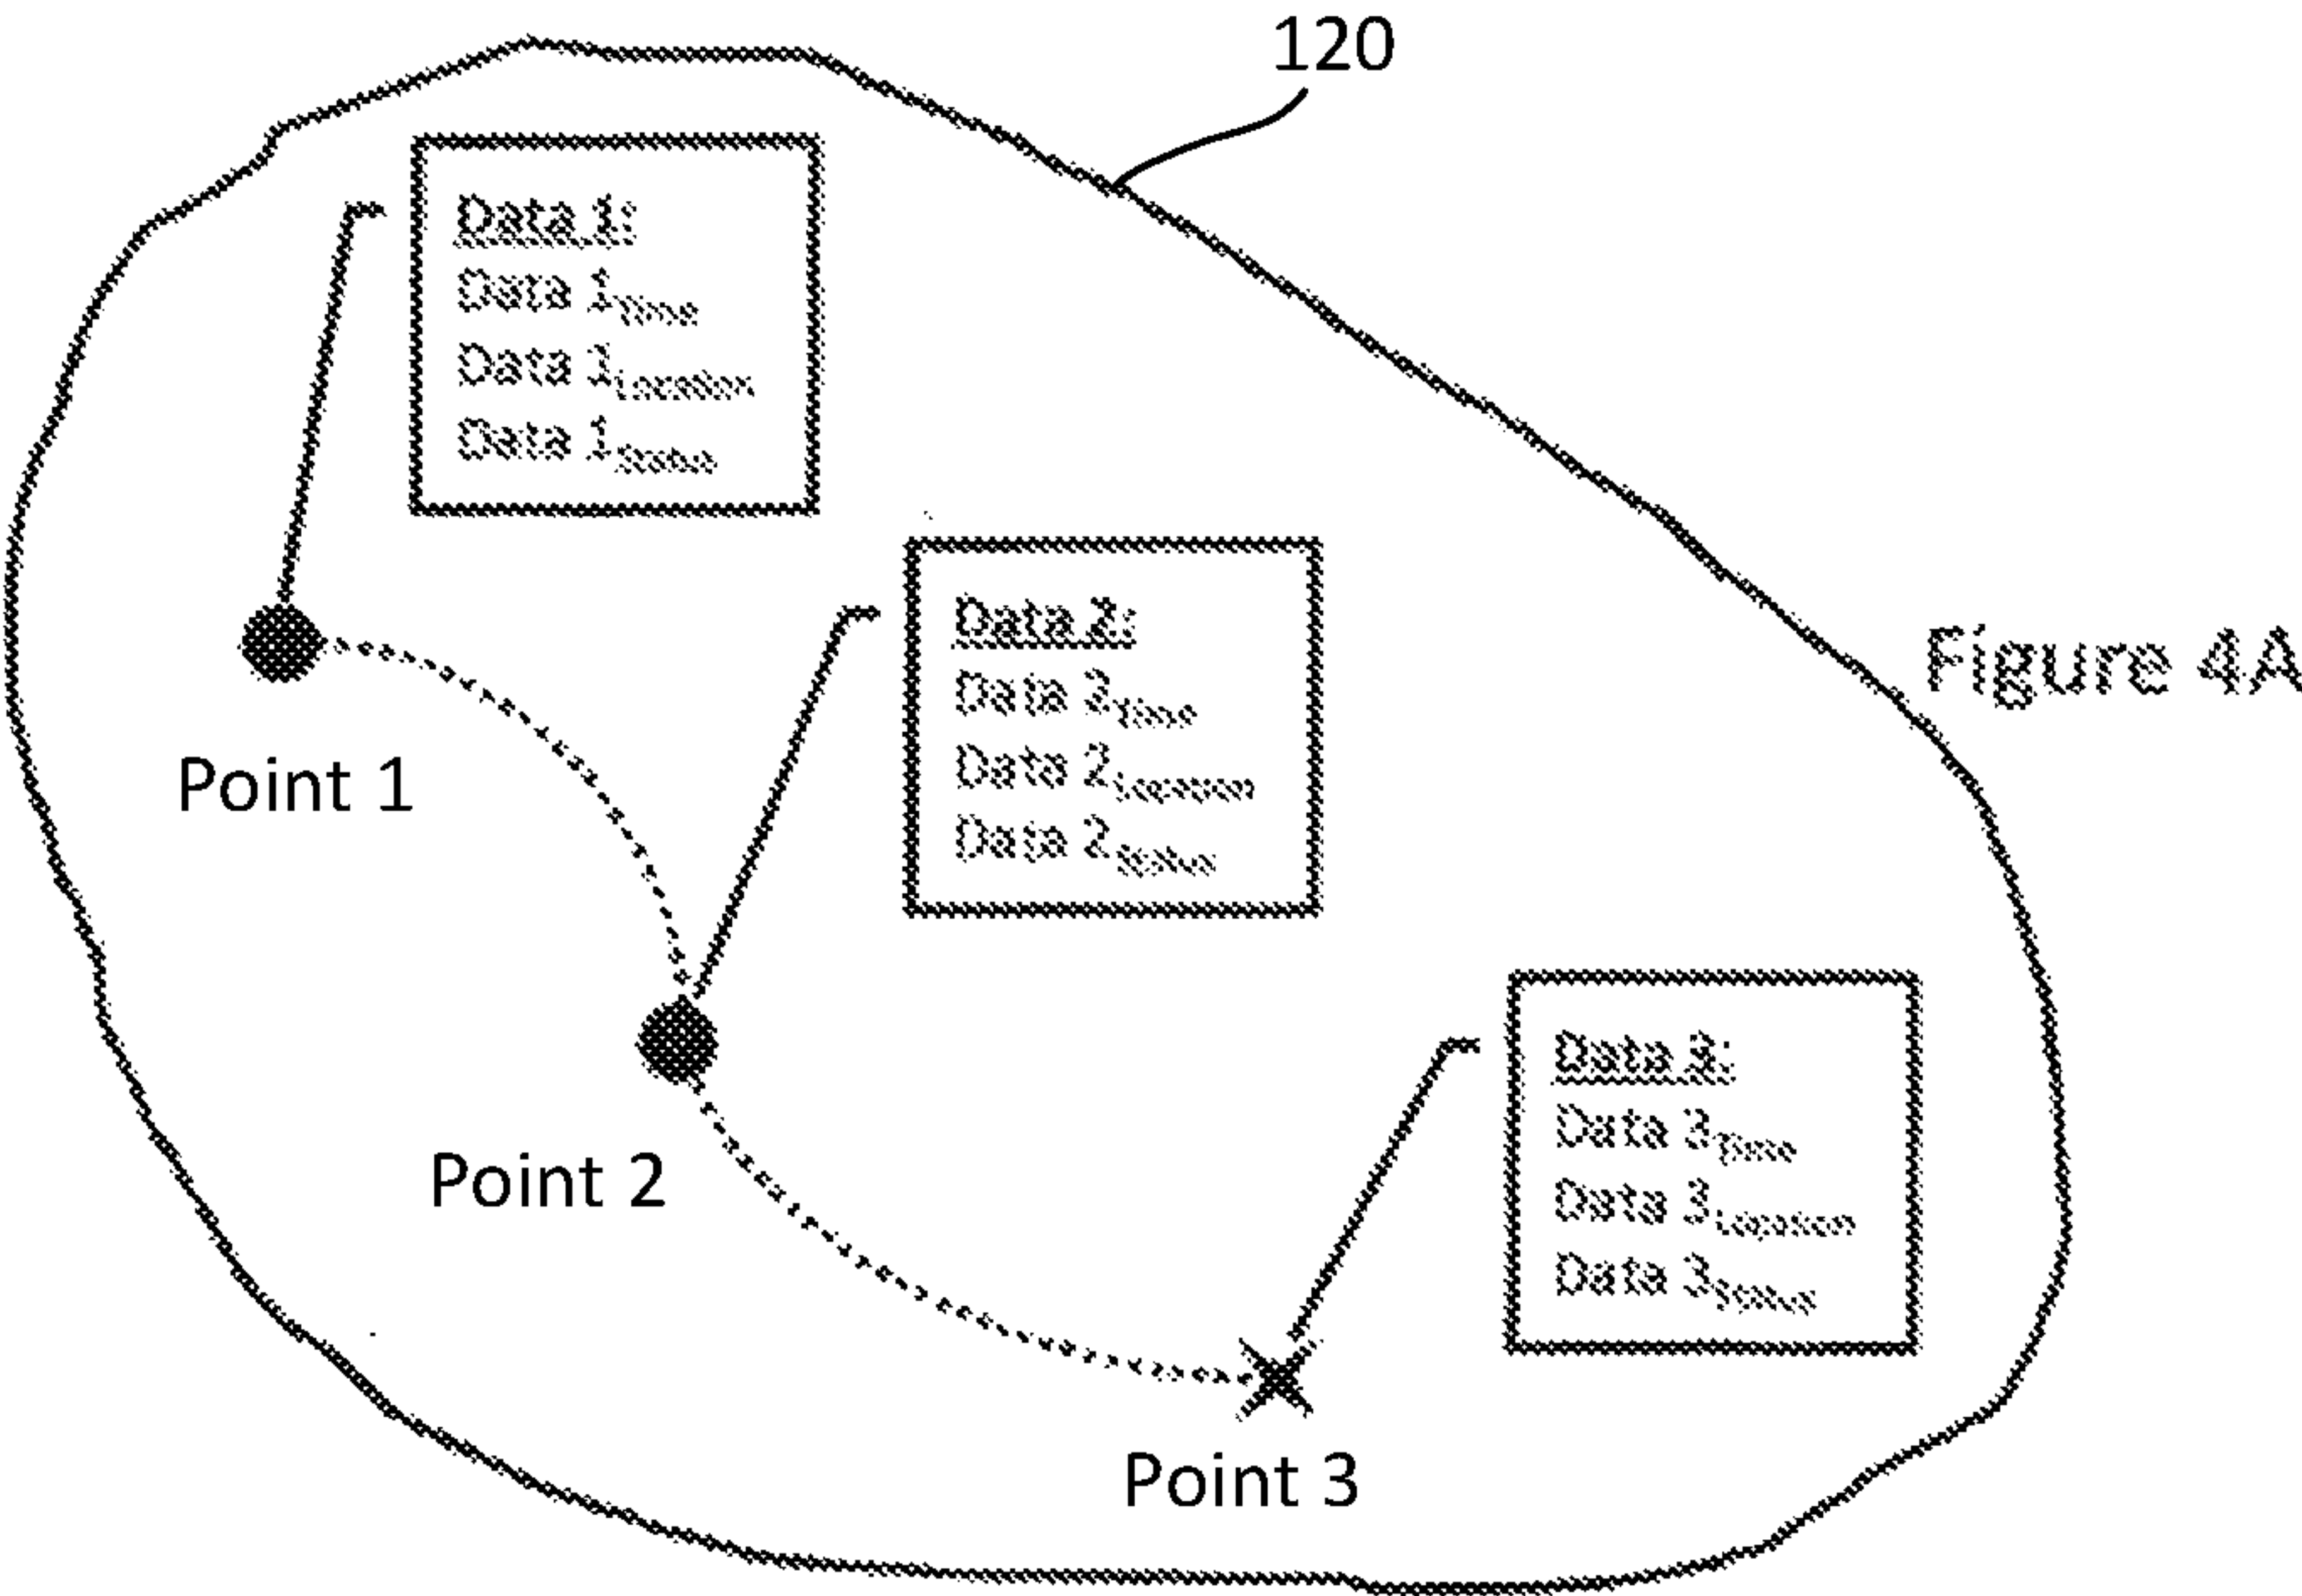 120
Data 1:
Data 1Time
Data 1Location
Data 1Status
Point 1
Data 2:
Data 2Time
Data 2Location
Data 2Status
Figure 4A
Point 2
Data 3:
Data 3Time
Data 3Location
Data 3Status
Point 3